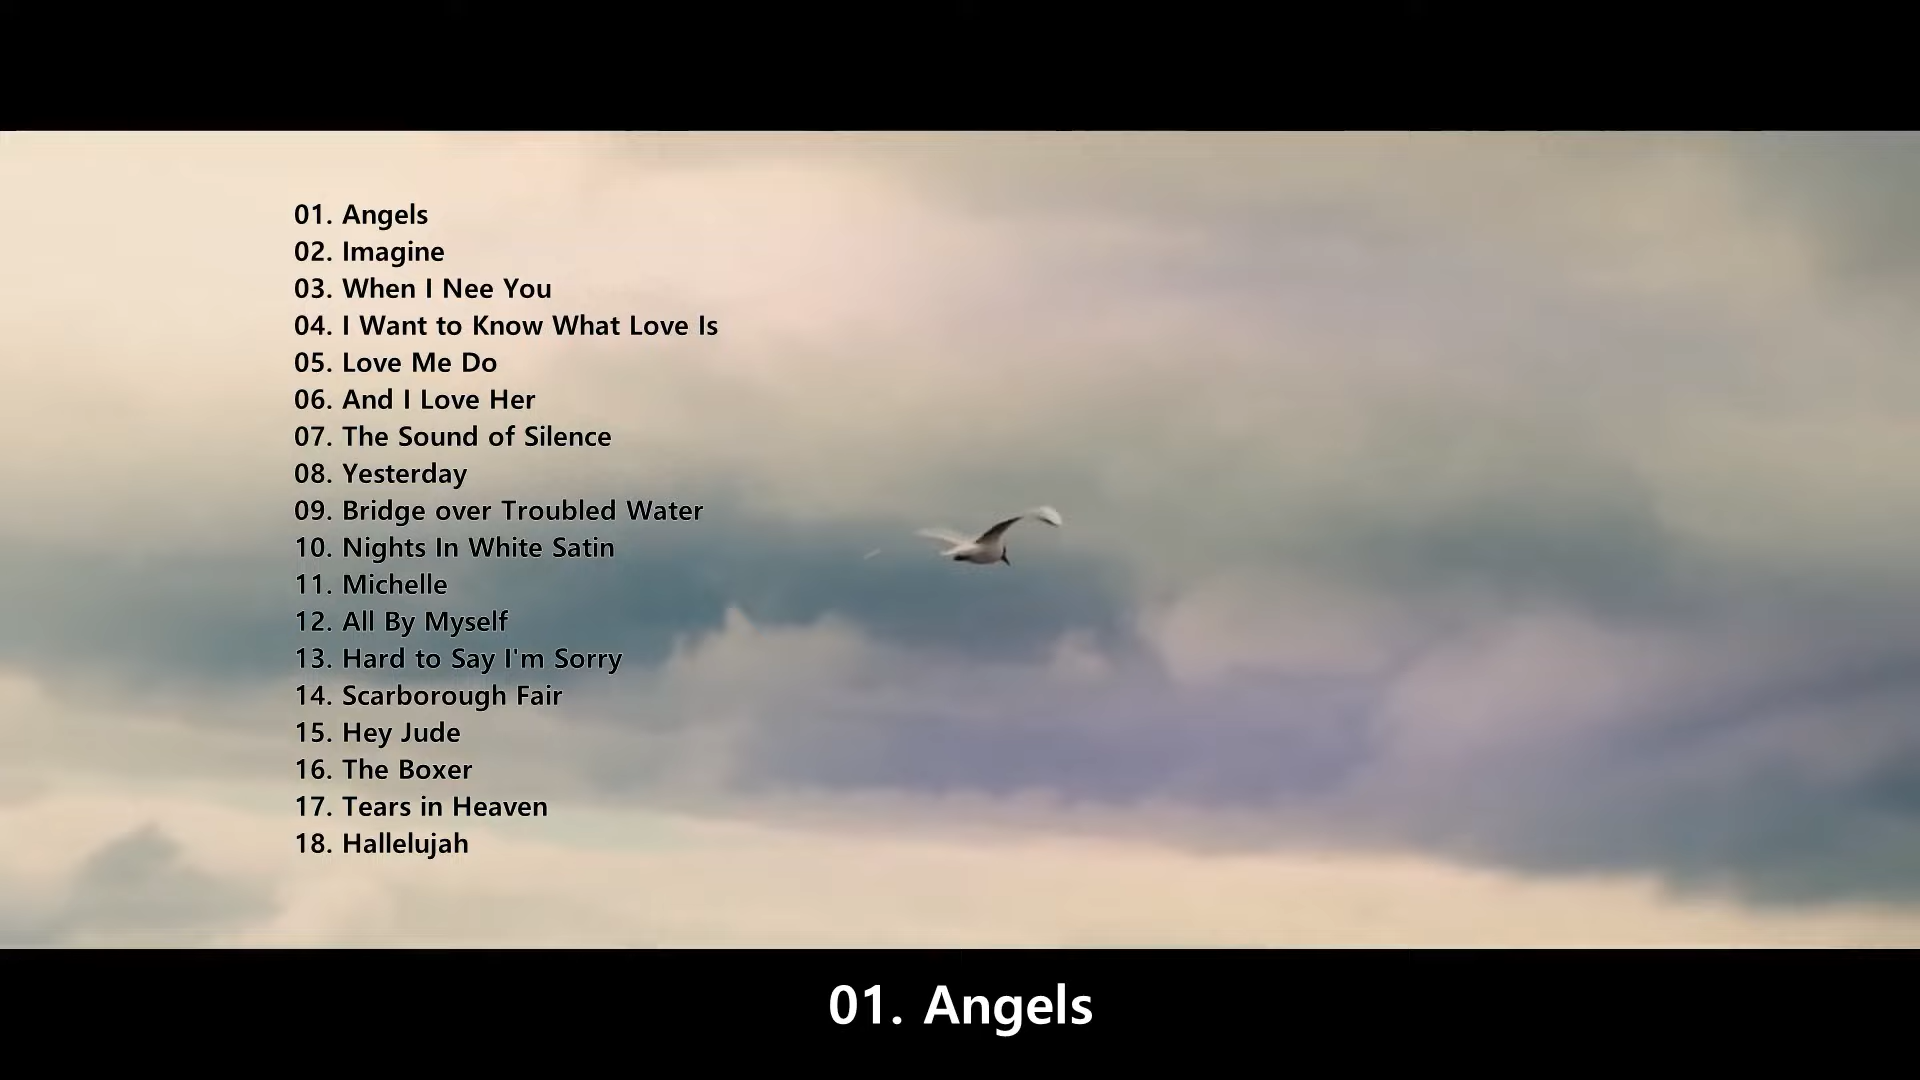 01. Angels
02. Imagine
03. When I Nee You
04. I Want to Know What Love Is
05. Love Me Do
06. And I Love Her
07. The Sound of Silence
08. Yesterday
09. Bridge over Troubled Water
10. Nights In White Satin
11. Michelle
12. All By Myself
13. Hard to Say I'm Sorry
14. Scarborough Fair
15. Hey Jude
16. The Boxer
17. Tears in Heaven
18. Hallelujah
01. Angels